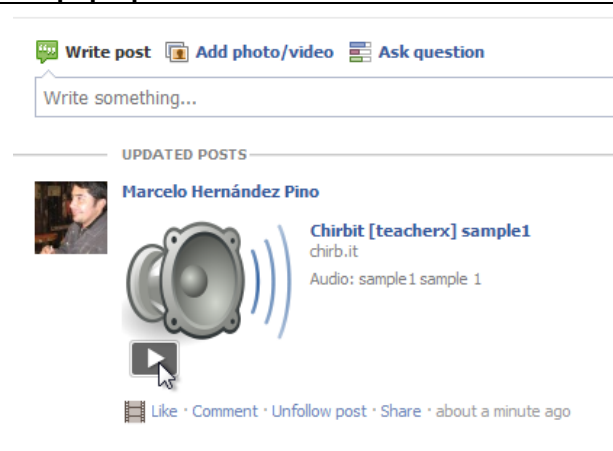 Write post Add photo/video Ask question
Write something...
UPDATED POSTS
Marcelo Hernández Pino
Chirbit [teacherx] sample1
chirb.it
Audio: sample1 sample 1
Like · Comment · Unfollow post · Share · about a minute ago